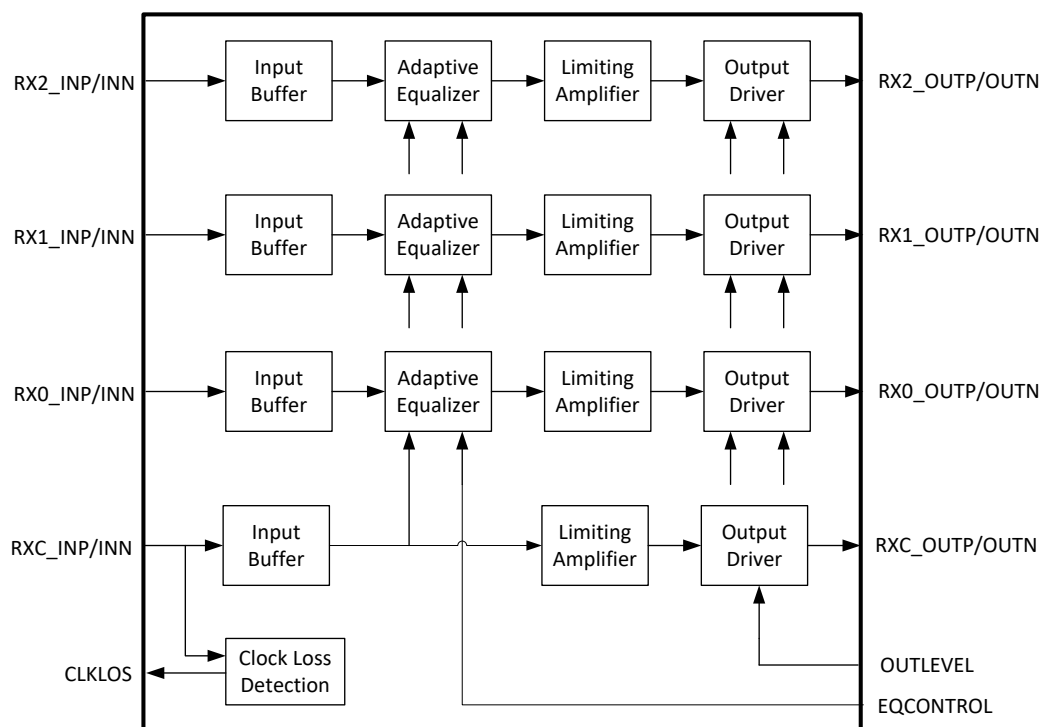 RX2_INP/INN
Input
Buffer
Adaptive
Equalizer
Limiting
Amplifier
Output
Driver
RX2_OUTP/OUTN
RX1_INP/INN
Input
Buffer
Adaptive
Equalizer
Limiting
Amplifier
Output
Driver
RX1_OUTP/OUTN
RX0_INP/INN
Input
Buffer
Adaptive
Equalizer
Limiting
Amplifier
Output
Driver
RX0_OUTP/OUTN
RXC_INP/INN
Input
Buffer
Limiting
Amplifier
Output
Driver
RXC_OUTP/OUTN
CLKLOS
Clock Loss
Detection
OUTLEVEL
EQCONTROL